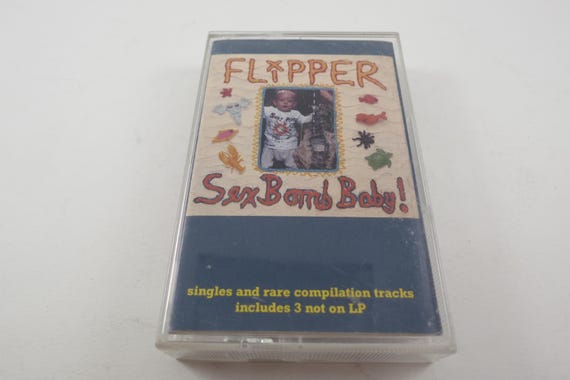 FLiPPER
Sex Bomb Baby!
singles and rare compilation tracks
includes 3 not on LP